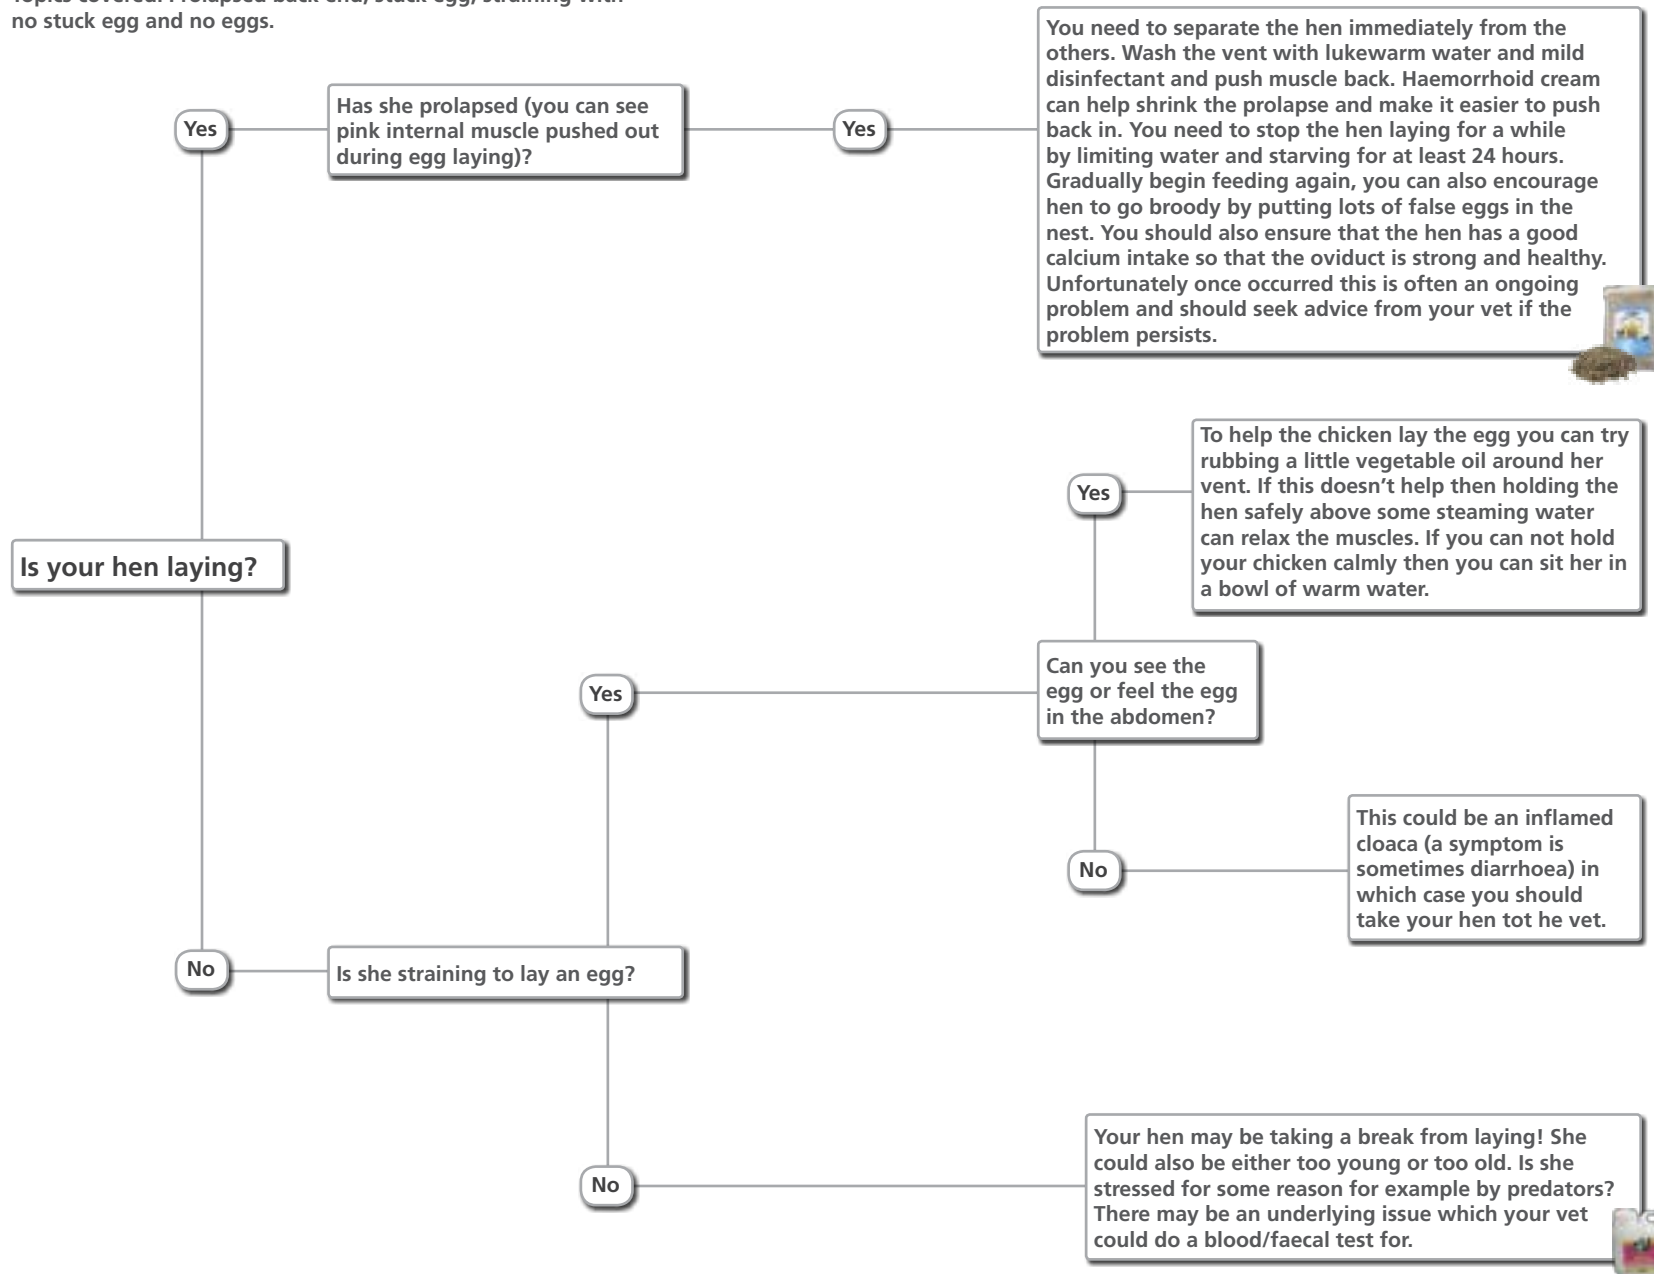 Topics covered: Prolapsed back end, stuck egg, straining with
no stuck egg and no eggs.
Yes
Has she prolapsed (you can see
pink internal muscle pushed out
during egg laying)?
Yes
You need to separate the hen immediately from the
others. Wash the vent with lukewarm water and mild
disinfectant and push muscle back. Haemorrhoid cream
can help shrink the prolapse and make it easier to push
back in. You need to stop the hen laying for a while
by limiting water and starving for at least 24 hours.
Gradually begin feeding again, you can also encourage
hen to go broody by putting lots of false eggs in the
nest. You should also ensure that the hen has a good
calcium intake so that the oviduct is strong and healthy.
Unfortunately once occurred this is often an ongoing
problem and should seek advice from your vet if the
problem persists.
Is your hen laying?
Yes
To help the chicken lay the egg you can try
rubbing a little vegetable oil around her
vent. If this doesn't help then holding the
hen safely above some steaming water
can relax the muscles. If you can not hold
your chicken calmly then you can sit her in
a bowl of warm water.
Yes
Can you see the
egg or feel the egg
in the abdomen?
No
This could be an inflamed
cloaca (a symptom is
sometimes diarrhoea) in
which case you should
take your hen tot he vet.
No
Is she straining to lay an egg?
No
Your hen may be taking a break from laying! She
could also be either too young or too old. Is she
stressed for some reason for example by predators?
There may be an underlying issue which your vet
could do a blood/faecal test for.